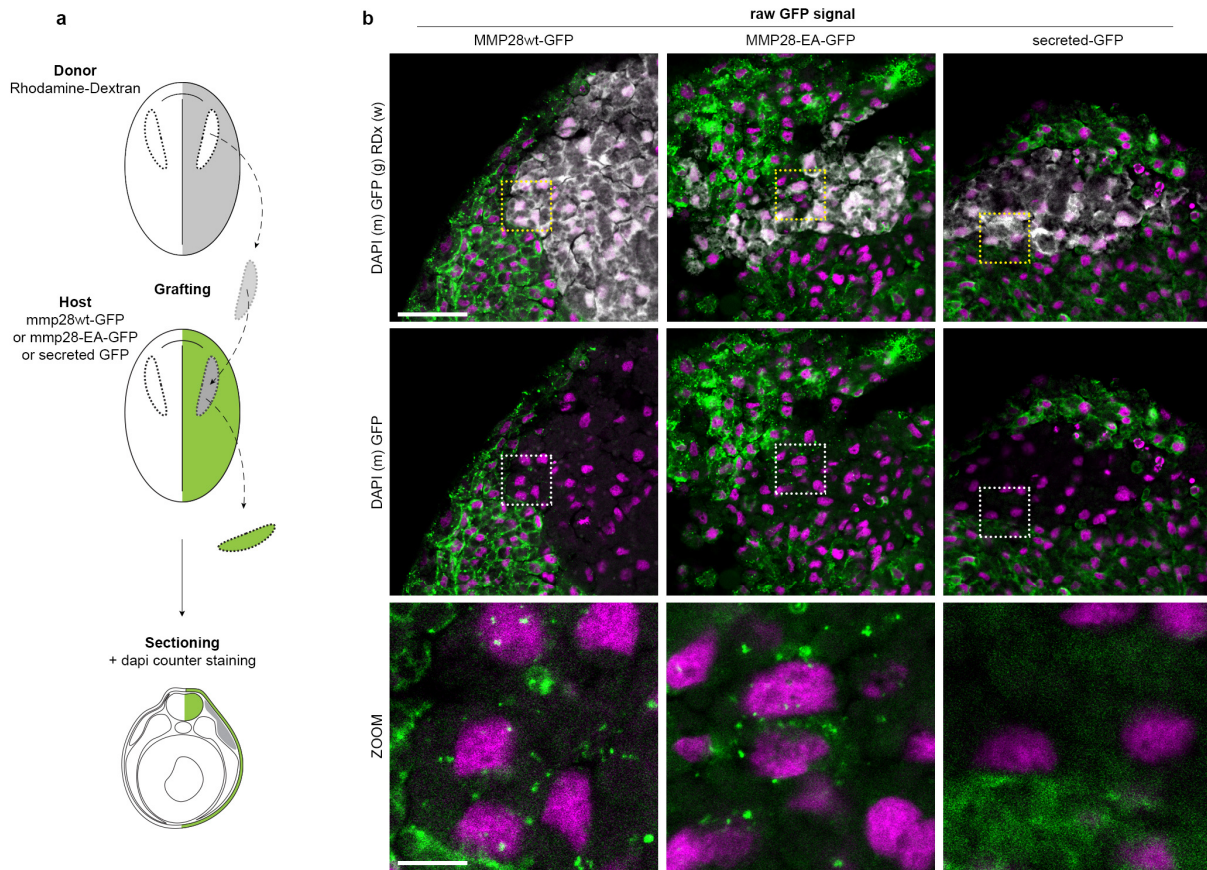 a
Donor
Rhodamine-Dextran
Grafting
Host
mmp28wt-GFP
or mmp28-EA-GFP
or secreted GFP
Sectioning
+ dapi counter staining
b
raw GFP signal
MMP28wt-GFP
MMP28-EA-GFP
secreted-GFP
DAPI (m) GFP (g) RDx (w)
DAPI (m) GFP
ZOOM